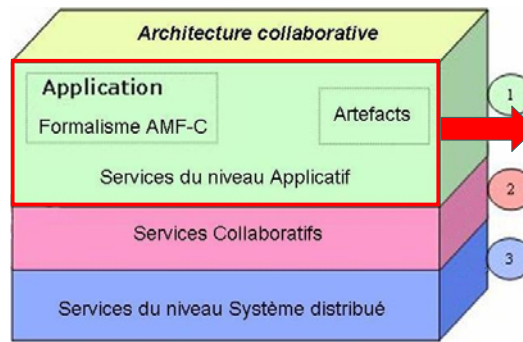 Architecture collaborative
Application
Formalisme AMF-C
Artefacts
Services du niveau Applicatif
1
Services Collaboratifs
2
Services du niveau Système distribué
3